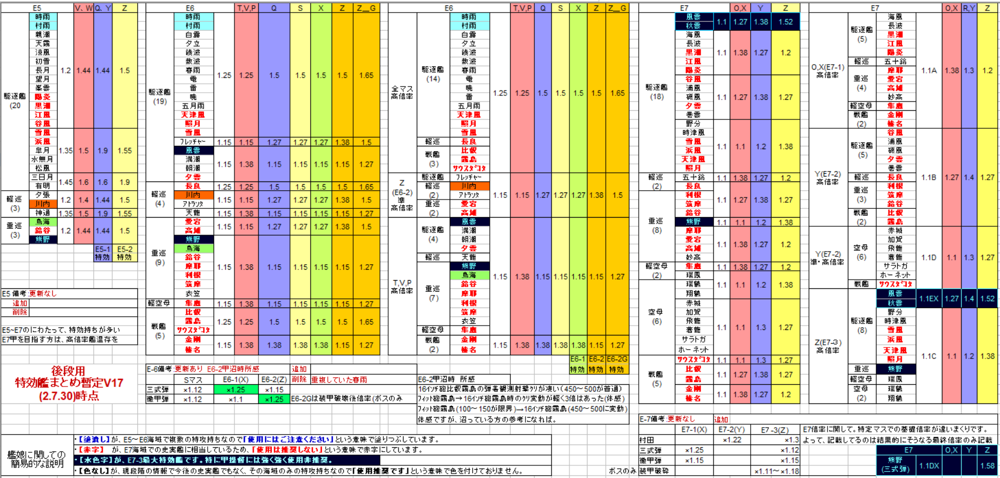 E5 V、W Q、Y Z
駆逐艦 (20
時雨
村雨
親潮
天霧
涼風
初雪
長月
望月
峯雲
陽炎
黒潮
江風
谷風
1.2 1.44 1.44 1.5
雪風
浜風
皐月
水無月
松風
1.35 1.5 1.9 1.55
三日月
有明
1.45 1.6 1.6 1.9
軽巡 (3)
夕張
川内
1.2 1.4 1.44 1.5
神通 1.35 1.5 1.9 1.55
重巡 (3)
鳥海
鈴谷
熊野
1.2 1.44 1.44 1.5
E5-1 特効 E5-2 特効
E5 備考:更新なし
追加
削除
E5~E7のにわたって、特効持ちが多い
E7甲を目指す方は、高倍率艦温存を
後段用
特効艦まとめ暫定V17
(2.7.30)時点
E6 T,V,P Q S X Z Z__G
駆逐艦 (19)
時雨
村雨
白露
夕立
綾波
敷波
春雨
電
雷
暁
五月雨
天津風
照月
雪風
1.25 1.25 1.5 1.5 1.5 1.5 1.65
フレッチャー 1.15 1.15 1.27 1.27 1.27 1.38 1.5
風雲
満潮
朝潮
夕雲
1.15 1.38 1.15 1.15 1.15 1.15 1.27
軽巡 (4)
長良 1.25 1.25 1.5 1.5 1.5 1.5 1.65
川内
アトランタ
1.15 1.15 1.27 1.27 1.27 1.38 1.5
天龍 1.15 1.38 1.15 1.15 1.15 1.15 1.27
重巡 (9)
愛宕
高雄
1.15 1.15 1.27 1.27 1.27 1.38 1.5
熊野
鳥海
鈴谷
摩耶
利根
筑摩
衣笠
1.15 1.38 1.15 1.15 1.15 1.15 1.27
軽空母 隼鷹 1.15 1.38 1.15 1.15 1.15 1.15 1.27
戦艦 (5)
比叡
霧島
サウスダコタ
1.25 1.25 1.5 1.5 1.5 1.5 1.65
金剛
榛名
1.15 1.38 1.38 1.38 1.38 1.15 1.27
E-6備考:更新あり E6-2甲沼時所感 追加
Sマス E6-1(X) E6-2(Z) 削除 重複していた春雨
三式弾 ×1.12 ×1.25 ×1.15
徹甲弾 ×1.12 ×1.1 ×1.25 E6-2Gは装甲破壊後倍率(ボスのみ
E6 T,V,P Q S X Z Z__G
全マス 高倍率
駆逐艦 (14)
時雨
村雨
白露
夕立
綾波
敷波
春雨
電
暁
雷
五月雨
天津風
照月
雪風
軽巡 長良
戦艦 (3)
比叡
霧島
サウスダコタ
1.25 1.25 1.5 1.5 1.5 1.5 1.65
Z (E6-2) 準 高倍率
駆逐艦 フレッチャー
軽巡 (2)
川内
アトランタ
重巡 (2)
愛宕
高雄
1.15 1.15 1.27 1.27 1.27 1.38 1.5
T,V,P 高倍率
駆逐艦 (4)
風雲
満潮
朝潮
夕雲
軽巡 天龍
重巡 (7)
熊野
鳥海
鈴谷
摩耶
利根
筑摩
衣笠
軽空母 隼鷹
1.15 1.38 1.15 1.15 1.15 1.15 1.27
戦艦 (2)
金剛
榛名
1.15 1.38 1.38 1.38 1.38 1.15 1.27
E6-1 特効 E6-2 特効 E6-2G 特効
E6-2甲沼時 所感
16インチ砲比叡霧島の弾着観測射撃クリが凄い(450~500が普通)
フィット砲霧島→16インチ砲霧島時のクリ変動が軽く3倍はあった(体感)
フィット砲霧島(100~150が限界)→16インチ砲霧島(450~500に変動)
体感ですが、沼っている方の参考になれば。
E7 O,X Y Z
駆逐艦 (18)
風雲
秋雲
1.1 1.27 1.38 1.52
海風
長波
黒潮
江風
陽炎
1.1 1.38 1.27 1.2
谷風
浦風
磯風
夕雲
巻雲
1.1 1.27 1.38 1.27
野分
時津風
雪風
浜風
天津風
照月
1.1 1.1 1.2 1.38
軽巡 (2)
五十鈴 1.1 1.38 1.27 1.2
長良
重巡 (8)
利根
筑摩
鈴谷
1.1 1.27 1.38 1.27
熊野 1.1 1.1 1.2 1.38
摩耶
愛宕
高雄
妙高
1.1 1.38 1.27 1.2
軽空母 (2)
隼鷹 1.1 1.38 1.27 1.2
瑞鳳
空母 (6)
瑞鶴
翔鶴
1.1 1.1 1.2 1.38
赤城
加賀
飛龍
蒼龍
サラトガ
ホーネット
1.1 1.1 1.3 1.27
戦艦 (5)
サウスダコタ 1.1 1.1 1.3 1.27
比叡
霧島
1.1 1.27 1.38 1.27
金剛
榛名
1.1 1.38 1.27 1.2
E-7備考:更新なし 追加
E7-1(X) E7-2(Y) E7-3(Z)
村田 ×1.22 ×1.3
三式弾 ×1.25 ×1.12
徹甲弾 ×1.15 ×1.15
ボスのみ 装甲破砕 ×1.11~×1.18
E7 O,X R,Y Z
O,X(E7-1) 高倍率
駆逐艦 (5)
海風
長波
黒潮
江風
陽炎
軽巡 五十鈴
重巡 (4)
摩耶
愛宕
高雄
妙高
軽空母 隼鷹
戦艦 (2)
金剛
榛名
1.1A 1.38 1.3 1.2
Y(E7-2) 高倍率
駆逐艦 (5)
谷風
浦風
磯風
夕雲
巻雲
軽巡 長良
重巡 (3)
利根
筑摩
鈴谷
戦艦 (2)
比叡
霧島
1.1B 1.27 1.4 1.27
Y(E7-2) 準・高倍率
空母 (6)
赤城
加賀
飛龍
蒼龍
サラトガ
ホーネット
戦艦 サウスダコタ
1.1D 1.1 1.3 1.27
Z(E7-3) 高倍率
駆逐艦 (8)
風雲
秋雲
1.1EX 1.27 1.4 1.52
野分
時津風
雪風
浜風
天津風
照月
重巡 熊野
軽空母 瑞鳳
空母 (2)
瑞鶴
翔鶴
1.1C 1.1 1.2 1.38
E7倍率に関して。特定マスでの基礎倍率が違いまくりです。
よって、記載してるのは結果的にそうなる最終倍率のみ記載
E7 O,X Y Z
熊野 (三式弾) 1.1DX 1.58
艦娘に関しての
簡易的な説明
・【塗潰し】が、E5~E6海域で複数の特攻持ちなので「使用にはご注意ください」という意味で塗りつぶしています。
・【赤字】 が、E7海域での史実艦に相当しているため、「使用は推奨しない」という意味で赤字にしています。
・【水色字】が、E7-3最大特効艦です。特に甲提督には強く強く使用非推奨。
・【色なし】が、現段階の情報で今後の史実艦でもなく、その海域のみの特攻持ちなので「使用推奨です」という意味で色を付けておりません。